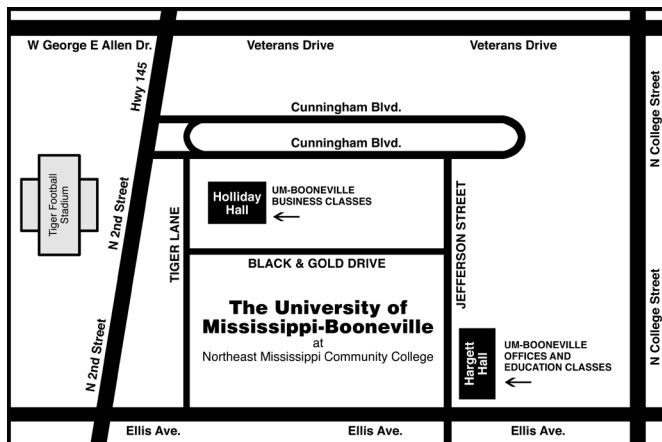 W George E Allen Dr.
Veterans Drive
Veterans Drive
Hwy 145
Cunningham Blvd.
Cunningham Blvd.
N College Street
Tiger Football
Stadium
N 2nd Street
TIGER LANE
Holliday
Hall
UM-BOONEVILLE
BUSINESS CLASSES
JEFFERSON STREET
BLACK & GOLD DRIVE
The University of
Mississippi-Booneville
at
Northeast Mississippi Community College
N College Street
N 2nd Street
Hargett
Hall
UM-BOONEVILLE
OFFICES AND
EDUCATION CLASSES
Ellis Ave.
Ellis Ave.
Ellis Ave.